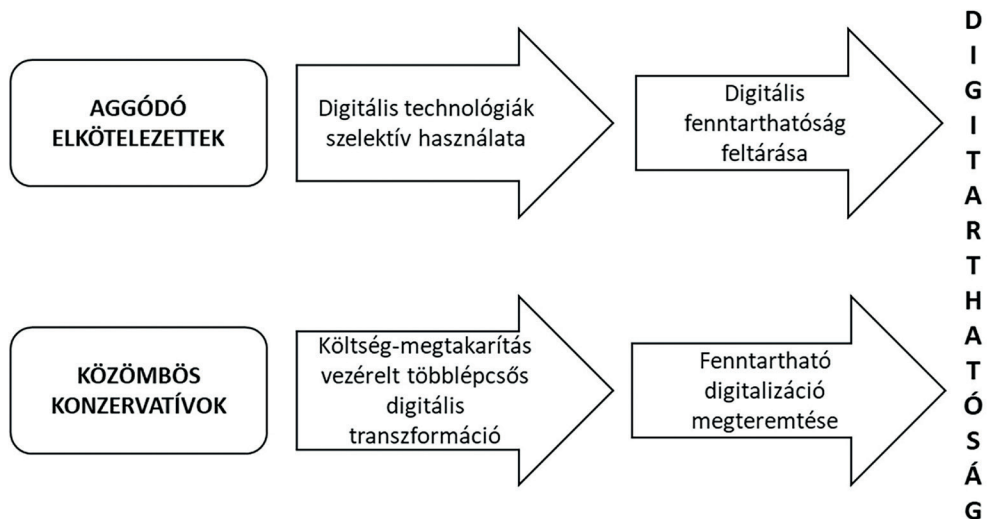 AGGÓDÓ
ELKÖTELEZETTEK
Digitális technológiák
szelektív használata
Digitális
fenntarthatóság
feltárása
KÖZÖMBÖS
KONZERVATÍVOK
Költség-megtakarítás
vezérelt többlépcsős
digitális
transzformáció
Fenntartható
digitalizáció
megteremtése
D
I
G
I
T
A
R
T
H
A
T
Ó
S
Á
G